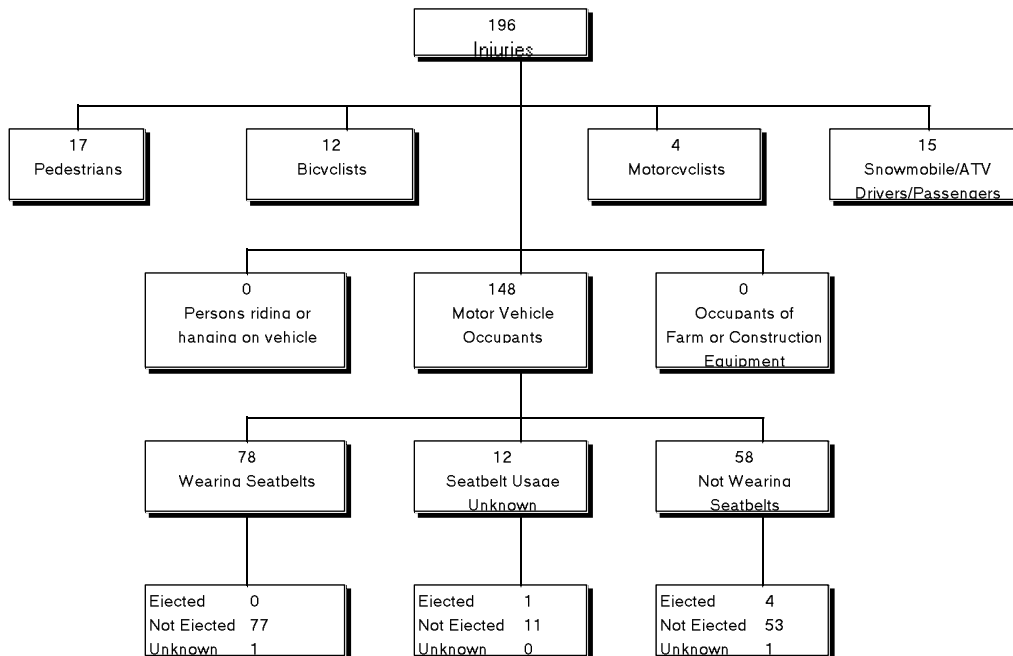 196
Injuries
17
Pedestrians
12
Bicyclists
4
Motorcyclists
15
Snowmobile/ATV
Drivers/Passengers
0
Persons riding or
hanging on vehicle
148
Motor Vehicle
Occupants
0
Occupants of
Farm or Construction
Equipment
78
Wearing Seatbelts
12
Seatbelt Usage
Unknown
58
Not Wearing
Seatbelts
Ejected 0
Not Ejected 77
Unknown 1
Ejected 1
Not Ejected 11
Unknown 0
Ejected 4
Not Ejected 53
Unknown 1